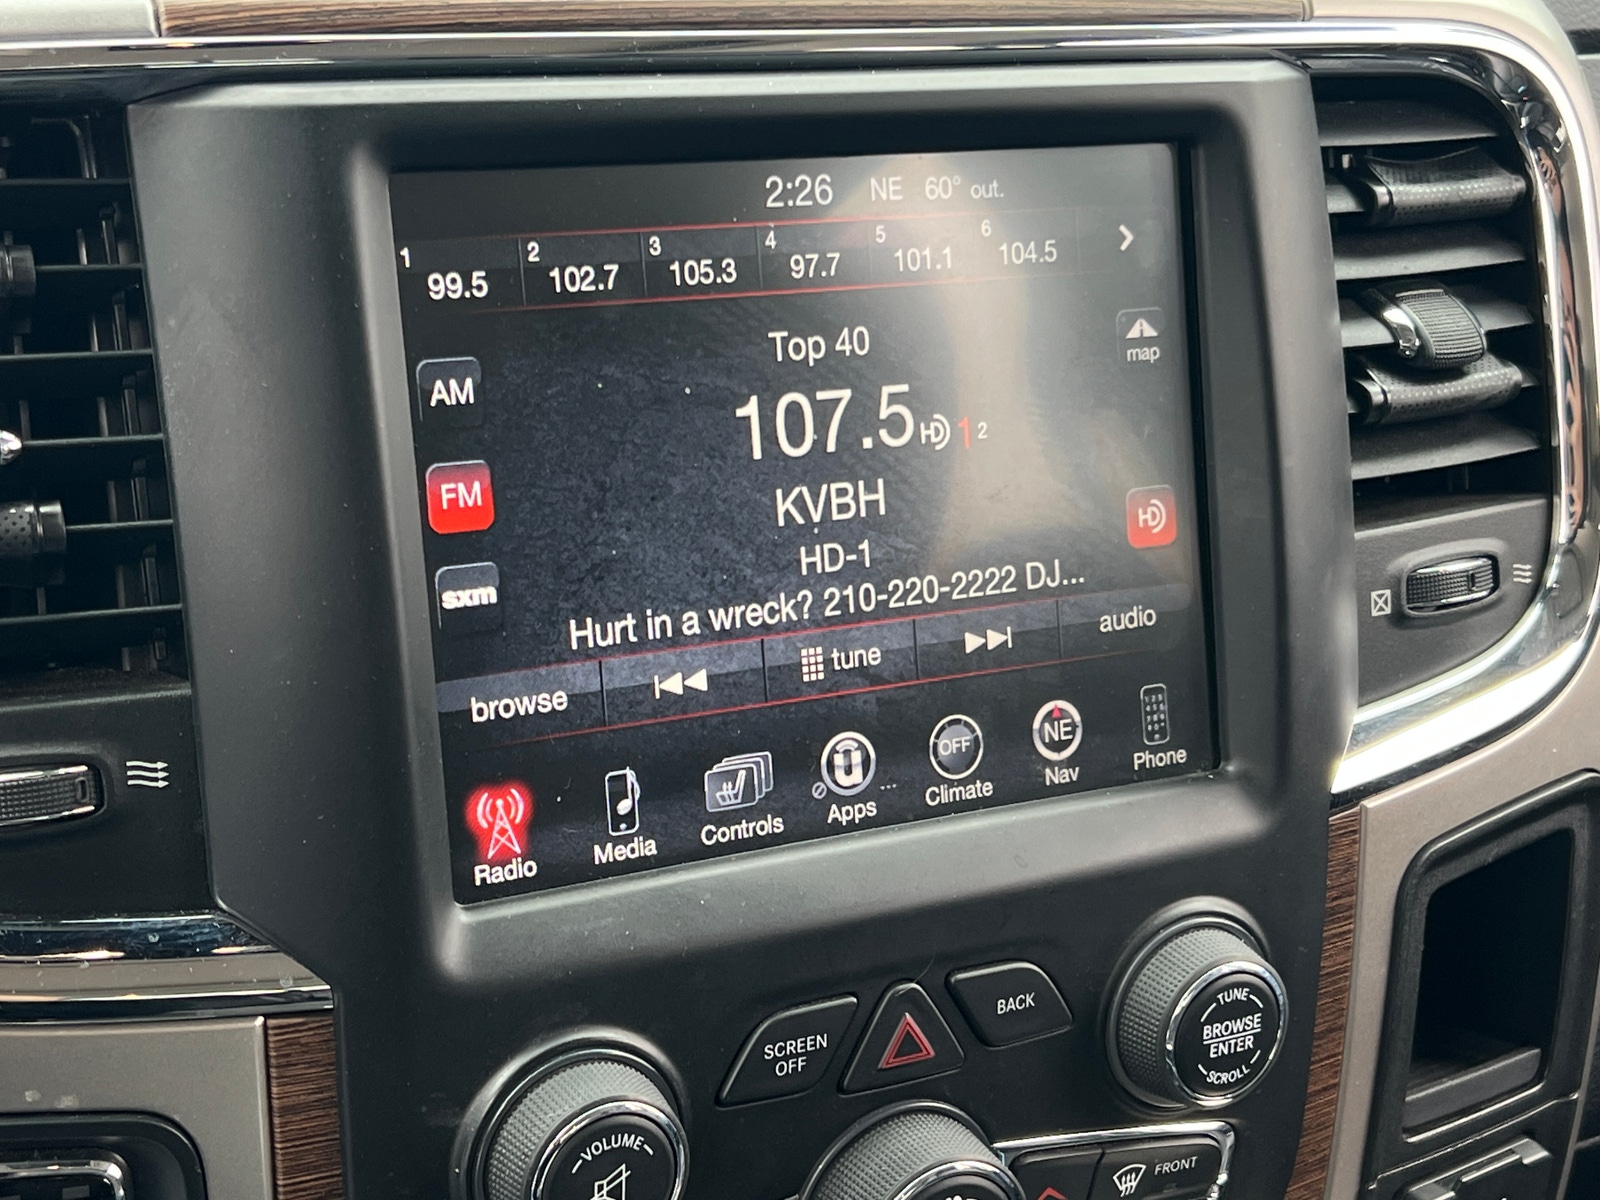 2:26 NE 60° out.
1 99.5 2 102.7 3 105.3 4 97.7 5 101.1 6 104.5
Top 40
map
AM
107.5 HD 1 2
FM
KVBH
HD
HD-1
sxm
Hurt in a wreck? 210-220-2222 DJ...
browse tune audio
OFF NE
Radio Media Controls Apps Climate Nav Phone
SCREEN OFF
BACK
TUNE
BROWSE
ENTER
SCROLL
VOLUME
FRONT